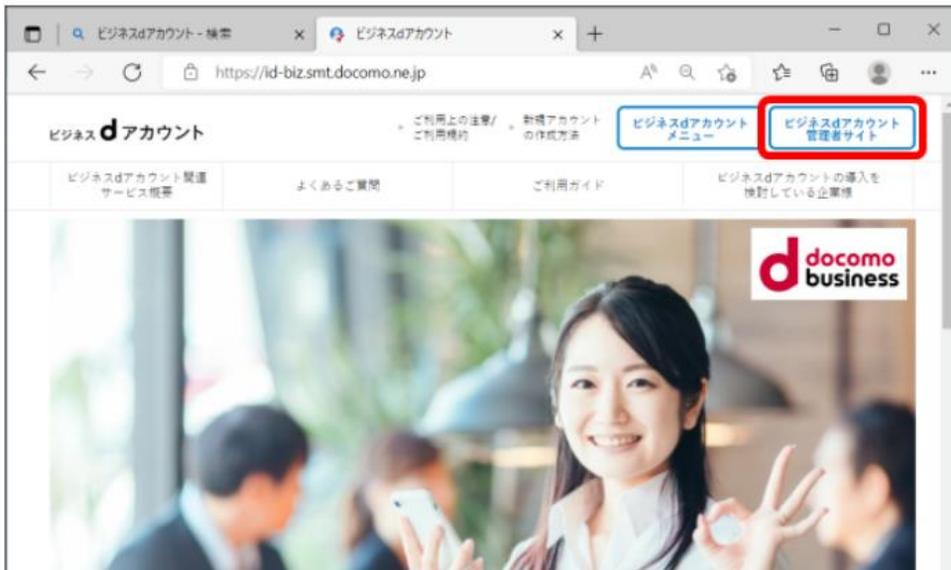 ビジネスdアカウント - 検索
ビジネスdアカウント
https://id-biz.smt.docomo.ne.jp
ビジネス d アカウント
ご利用上の注意/
ご利用規約
新規アカウント
の作成方法
ビジネスdアカウント
メニュー
ビジネスdアカウント
管理者サイト
ビジネスdアカウント関連
サービス概要
よくあるご質問
ご利用ガイド
ビジネスdアカウントの導入を
検討している企業様
d docomo
business